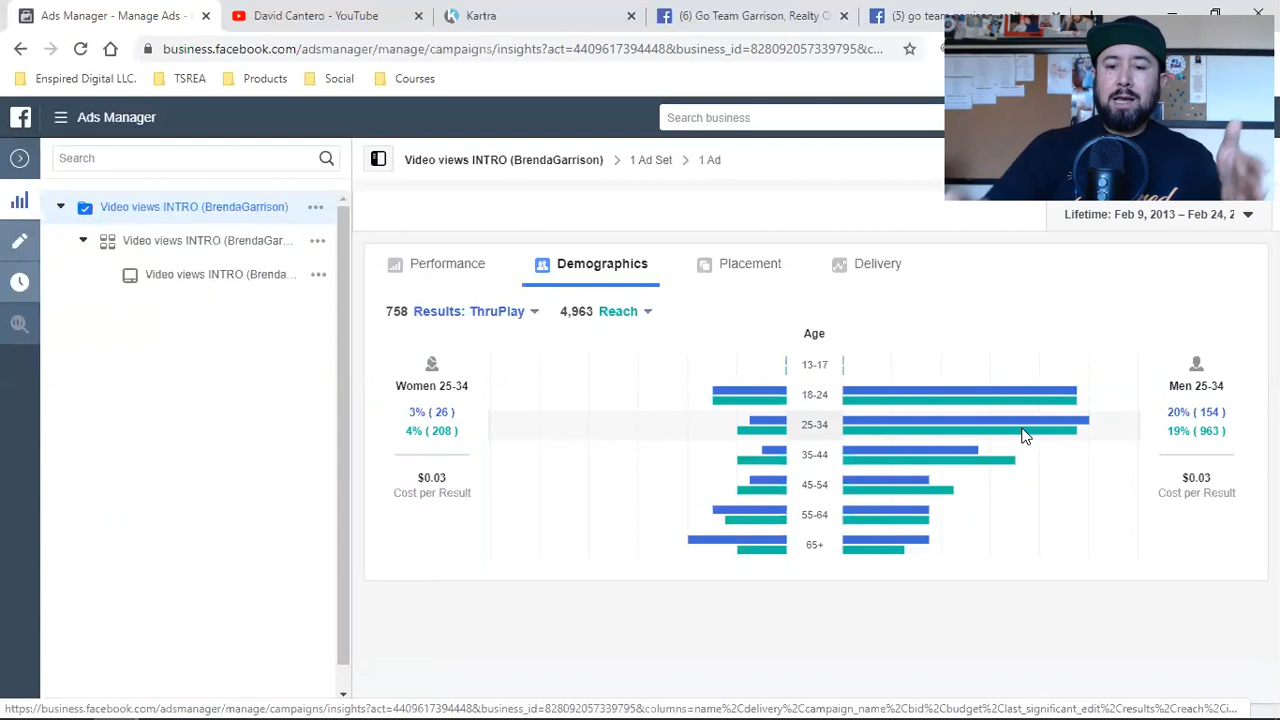 Ads Manager - Manage Ads -
David Cantero - YouTube
Kartra
(6) Go Team Garrison, Realty O
(5) go team garrison
business.facebook.com/adsmanager/manage/campaigns/insights?act=4409617394448&business_id=828092057339795&c...
Enspired Digital LLC.
TSREA
Products
Social
Ads Manager
Search business
Search
Video views INTRO (BrendaGarrison)
1 Ad Set
1 Ad
Lifetime: Feb 9, 2013 – Feb 24, 2
Video views INTRO (BrendaGarrison)
Video views INTRO (BrendaGar...
Video views INTRO (Brenda...
Performance
Demographics
Placement
Delivery
758 Results: ThruPlay
4,963 Reach
Age
13-17
18-24
25-34
35-44
45-54
55-64
65+
Women 25-34
3% ( 26 )
4% ( 208 )
$0.03
Cost per Result
Men 25-34
20% ( 154 )
19% ( 963 )
$0.03
Cost per Result
https://business.facebook.com/adsmanager/manage/campaigns/insights?act=4409617394448&business_id=828092057339795&columns=name%2Cdelivery%2Ccampaign_name%2Cbid%2Cbudget%2Clast_significant_edit%2Cresults%2Creach%2Ci...